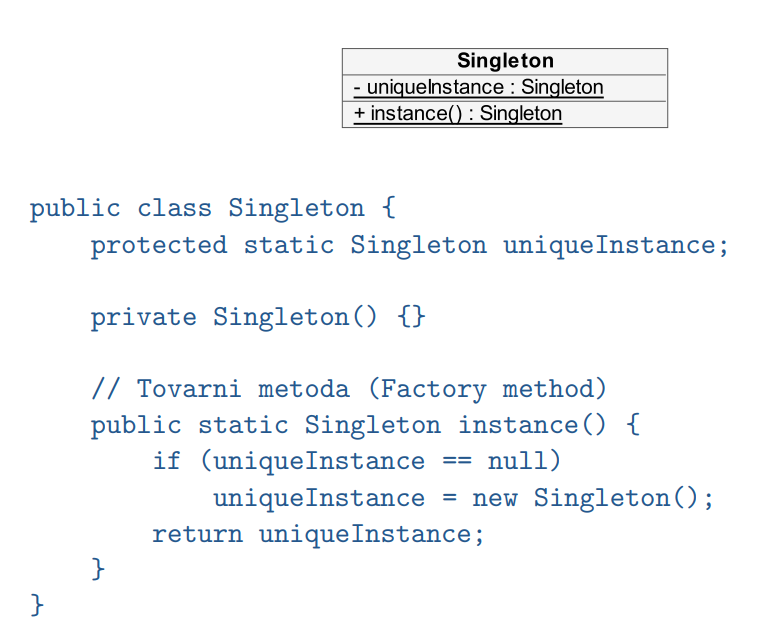 Singleton
- uniqueInstance : Singleton
+ instance() : Singleton
public class Singleton {
    protected static Singleton uniqueInstance;
    private Singleton() {}
    // Tovarni metoda (Factory method)
    public static Singleton instance() {
        if (uniqueInstance == null)
            uniqueInstance = new Singleton();
        return uniqueInstance;
    }
}